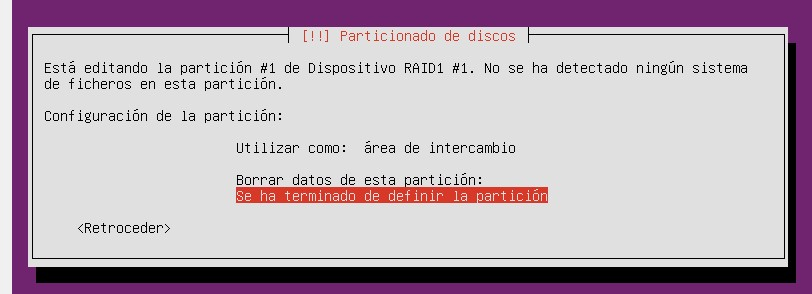 [!!] Particionado de discos
Está editando la partición #1 de Dispositivo RAID1 #1. No se ha detectado ningún sistema
de ficheros en esta partición.
Configuración de la partición:
Utilizar como: área de intercambio
Borrar datos de esta partición:
Se ha terminado de definir la partición
<Retroceder>